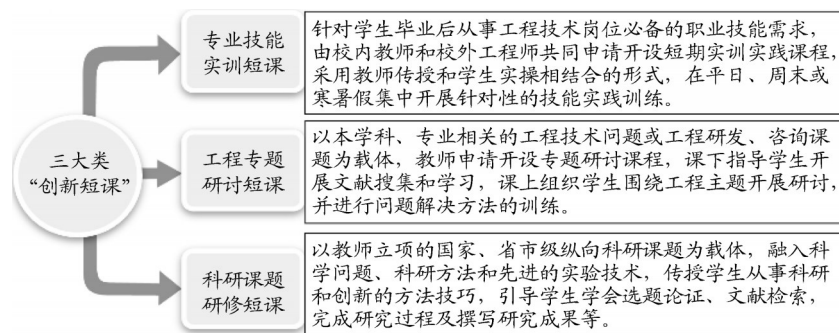 三大类
“创新短课”
专业技能
实训短课
针对学生毕业后从事工程技术岗位必备的职业技能需求，
由校内教师和校外工程师共同申请开设短期实训实践课程，
采用教师传授和学生实操相结合的形式，在平日、周末或
寒暑假集中开展针对性的技能实践训练。
工程专题
研讨短课
以本学科、专业相关的工程技术问题或工程研发、咨询课
题为载体，教师申请开设专题研讨课程，课下指导学生开
展文献搜集和学习，课上组织学生围绕工程主题开展研讨，
并进行问题解决方法的训练。
科研课题
研修短课
以教师立项的国家、省市级纵向科研课题为载体，融入科
学问题、科研方法和先进的实验技术，传授学生从事科研
和创新的方法技巧，引导学生学会选题论证、文献检索，
完成研究过程及撰写研究成果等。